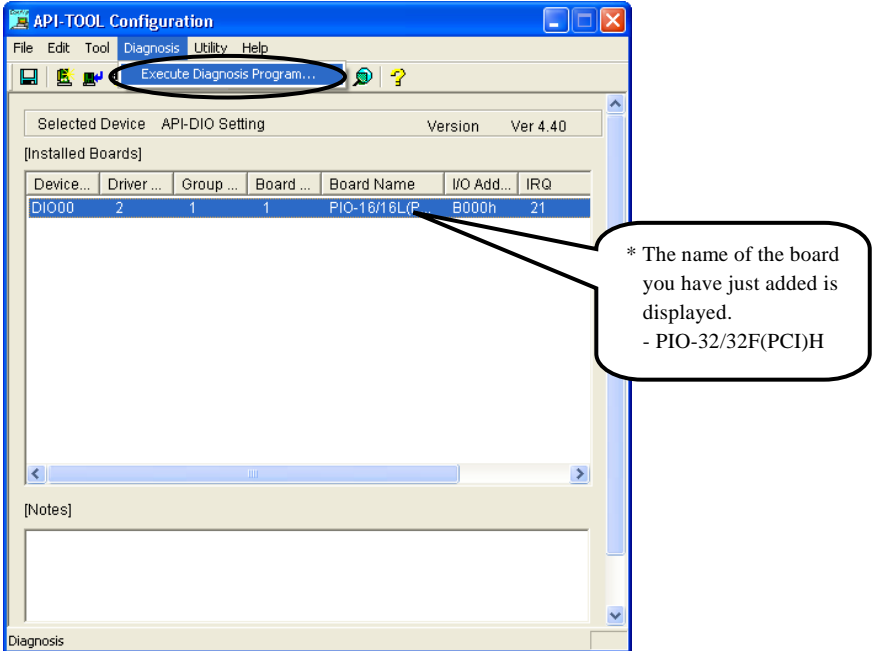 API-TOOL Configuration
File Edit Tool Diagnosis Utility Help
Execute Diagnosis Program...
Selected Device API-DIO Setting Version Ver 4.40
[Installed Boards]
Device... Driver ... Group ... Board ... Board Name I/O Add... IRQ
DIO00 2 1 1 PIO-16/16L(P... B000h 21
* The name of the board
you have just added is
displayed.
- PIO-32/32F(PCI)H
[Notes]
Diagnosis